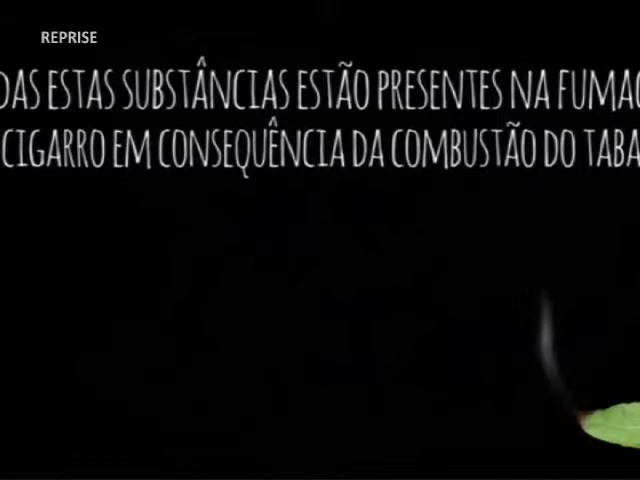 REPRISE
DAS ESTAS SUBSTÂNCIAS ESTÃO PRESENTES NA FUMAÇ
CIGARRO EM CONSEQUÊNCIA DA COMBUSTÃO DO TABA